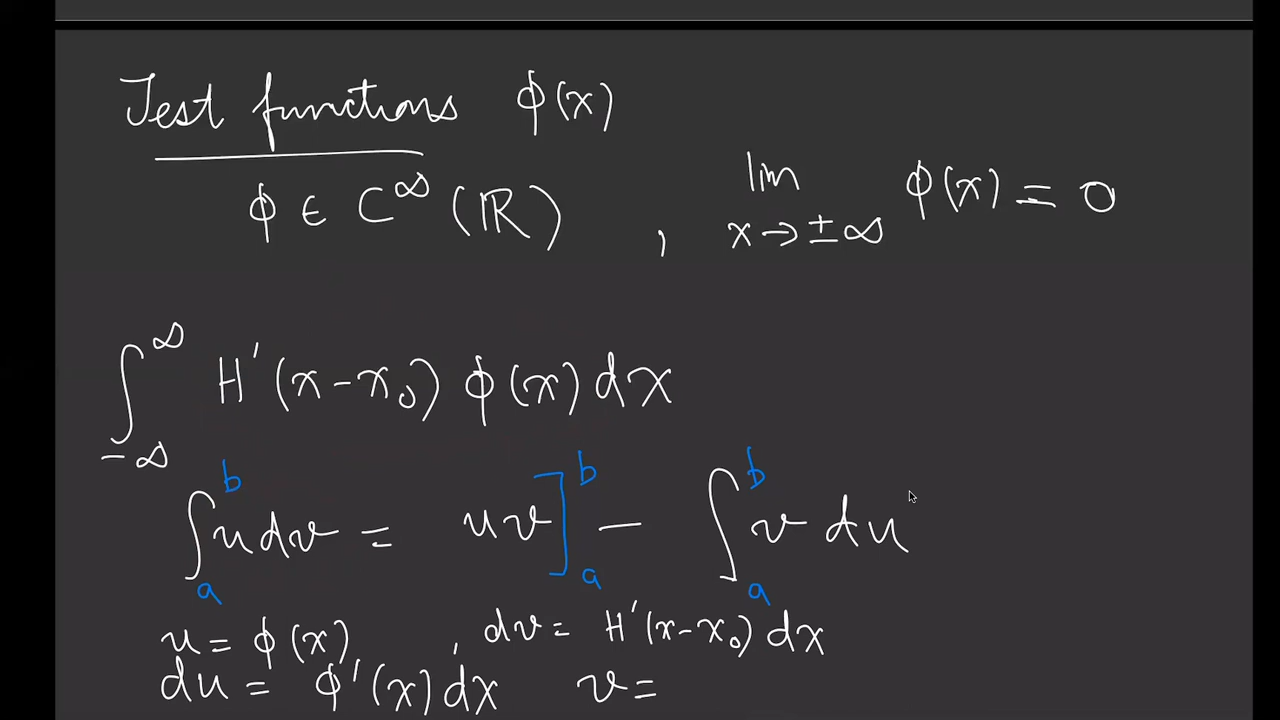 Test functions ϕ(x)
ϕ ∈ C^∞ (ℝ) , lim_{x→±∞} ϕ(x) = 0
∫_{-∞}^{∞} H'(x-x₀) ϕ(x) dx
∫_a^b u dv = uv]_a^b - ∫_a^b v du
u = ϕ(x) , dv = H'(x-x₀) dx
du = ϕ'(x) dx v =